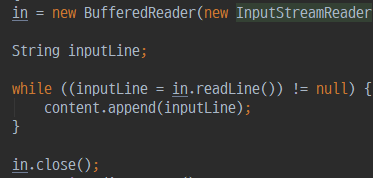 in = new BufferedReader(new InputStreamReader
String inputLine;
while ((inputLine = in.readLine()) != null) {
content.append(inputLine);
}
in.close();